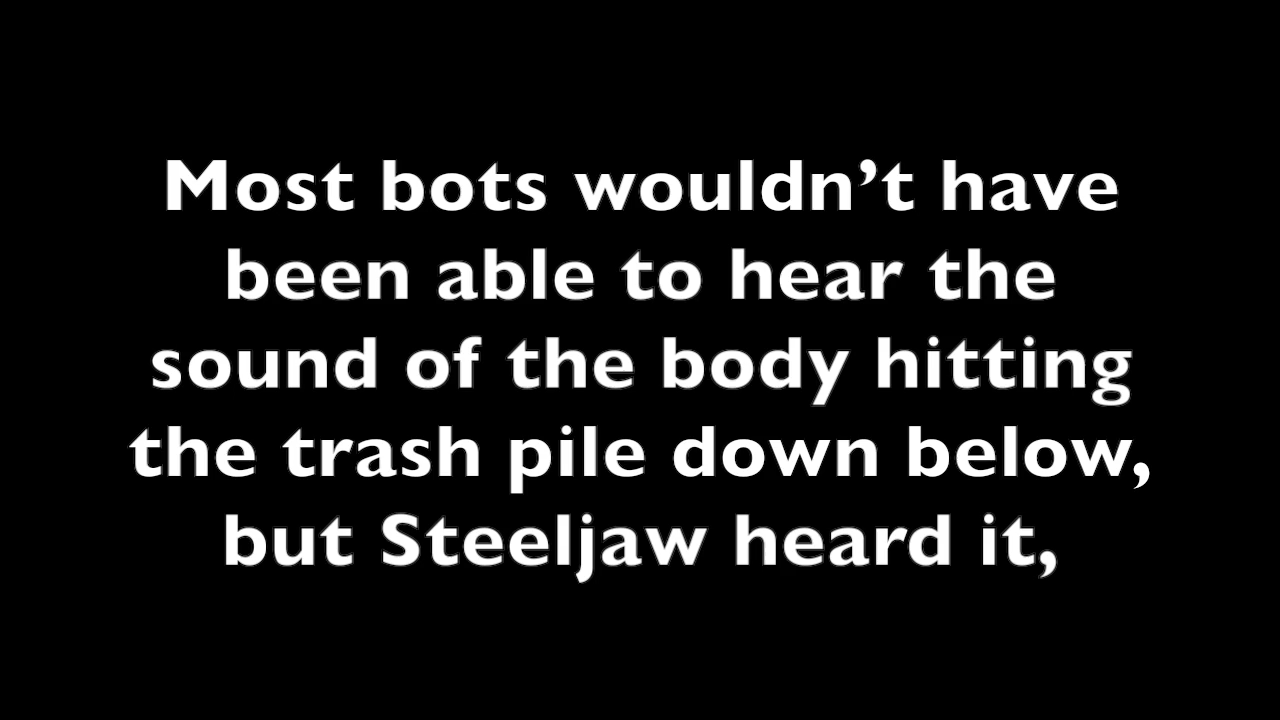 Most bots wouldn’t have
been able to hear the
sound of the body hitting
the trash pile down below,
but Steeljaw heard it,